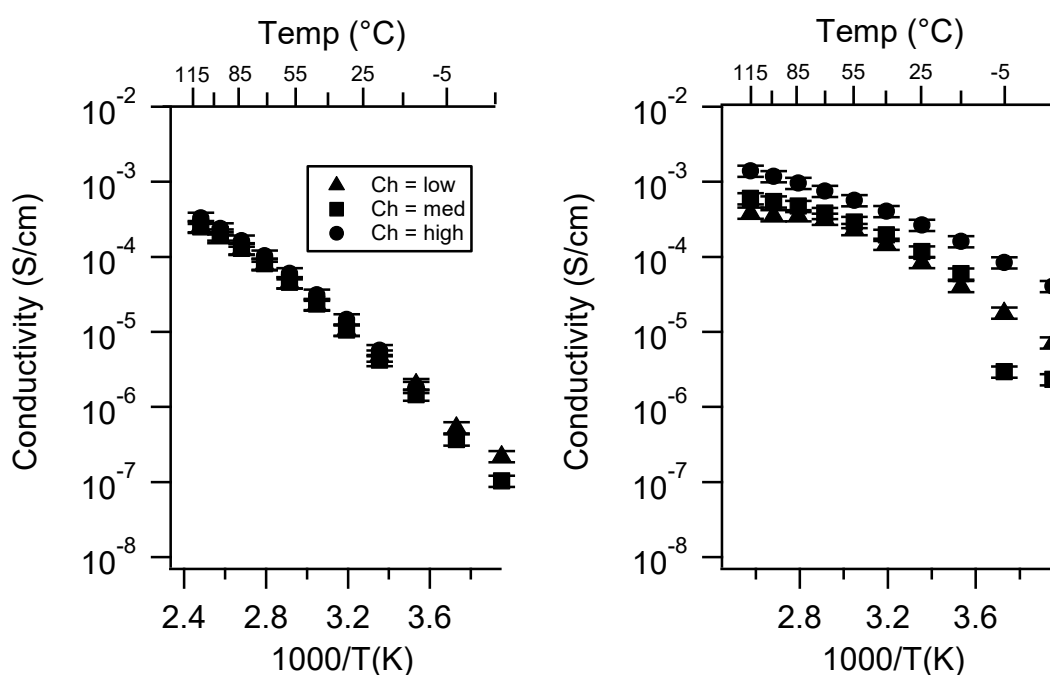 Temp (°C)
115 85 55 25 -5
10-2
10-3
10-4
10-5
10-6
10-7
10-8
Conductivity (S/cm)
Ch = low
Ch = med
Ch = high
2.4 2.8 3.2 3.6
1000/T(K)
Temp (°C)
115 85 55 25 -5
10-2
10-3
10-4
10-5
10-6
10-7
10-8
Conductivity (S/cm)
2.8 3.2 3.6
1000/T(K)